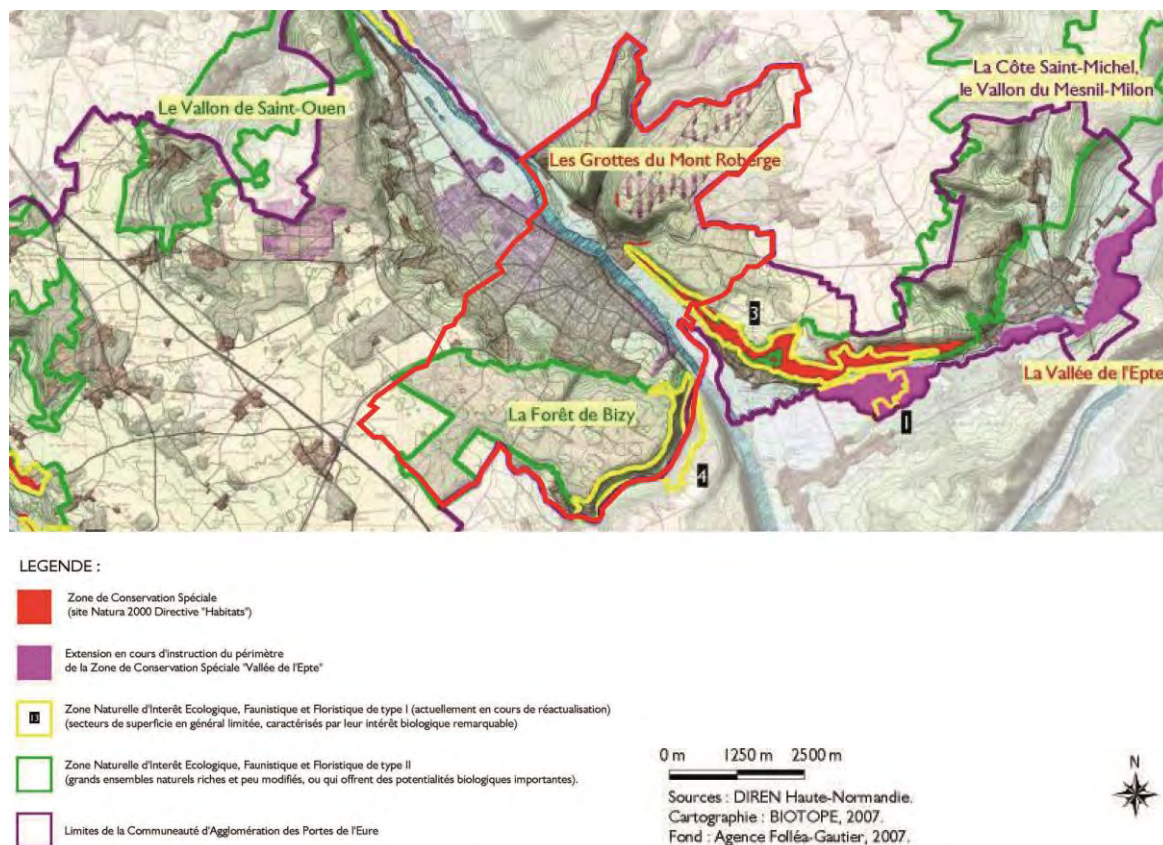 Le Vallon de Saint-Ouen
La Côte Saint-Michel,
le Vallon du Mesnil-Milon
Les Grottes du Mont Roberge
3
La Vallée de l'Epte
La Forêt de Bizy
1
4
LEGENDE :
Zone de Conservation Spéciale
(site Natura 2000 Directive "Habitats")
Extension en cours d'instruction du périmètre
de la Zone de Conservation Spéciale "Vallée de l'Epte"
13
Zone Naturelle d'Interêt Ecologique, Faunistique et Floristique de type I (actuellement en cours de réactualisation)
(secteurs de superficie en général limitée, caractérisés par leur intérêt biologique remarquable)
Zone Naturelle d'Interêt Ecologique, Faunistique et Floristique de type II
(grands ensembles naturels riches et peu modifiés, ou qui offrent des potentialités biologiques importantes).
Limites de la Communeauté d'Agglomération des Portes de l'Eure
0 m 1250 m 2500 m
Sources : DIREN Haute-Normandie.
Cartographie : BIOTOPE, 2007.
Fond : Agence Folléa-Gautier, 2007.
N